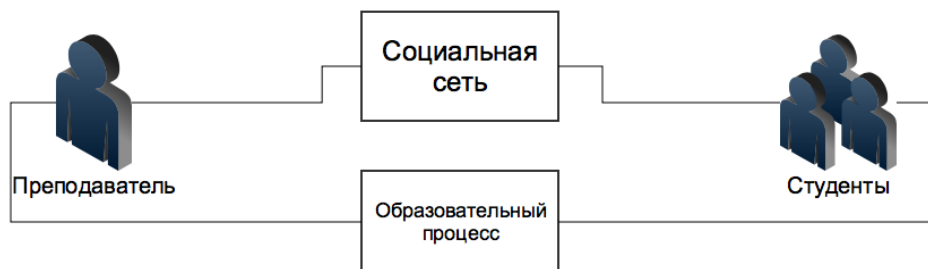 Социальная
сеть
Преподаватель
Студенты
Образовательный
процесс